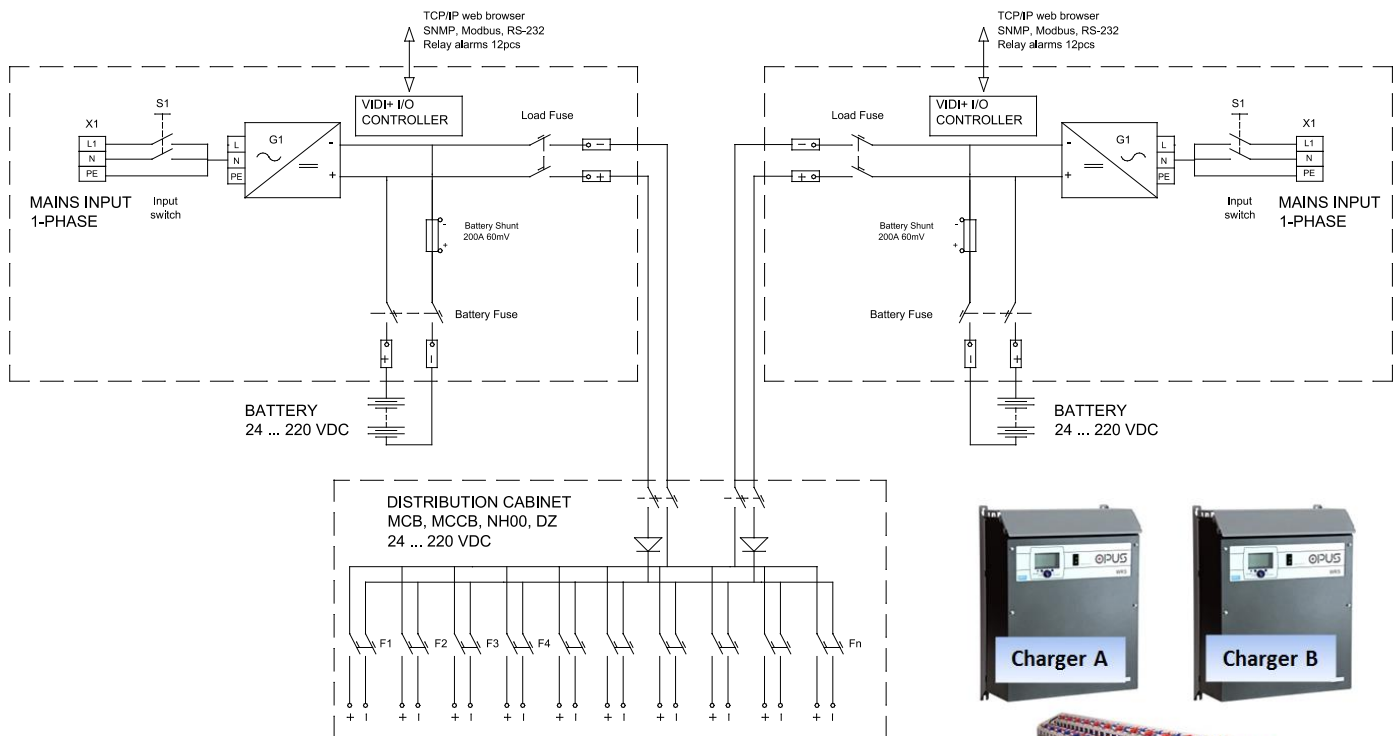 TCP/IP web browser
SNMP, Modbus, RS-232
Relay alarms 12pcs
TCP/IP web browser
SNMP, Modbus, RS-232
Relay alarms 12pcs
VIDI+ I/O
CONTROLLER
S1
X1
L1
N
PE
L
N
PE
G1
-
+
Load Fuse
-
+
MAINS INPUT
1-PHASE
Input
switch
Battery Shunt
200A 60mV
-
+
Battery Fuse
+
-
BATTERY
24 ... 220 VDC
VIDI+ I/O
CONTROLLER
Load Fuse
-
+
S1
X1
L1
N
PE
L
N
PE
G1
-
+
MAINS INPUT
1-PHASE
Input
switch
Battery Shunt
200A 60mV
-
+
Battery Fuse
-
+
BATTERY
24 ... 220 VDC
DISTRIBUTION CABINET
MCB, MCCB, NH00, DZ
24 ... 220 VDC
F1 F2 F3 F4 Fn
+ - + - + - + - + - + - + - + - + - + -
OPUS
OPUS
Charger A
Charger B